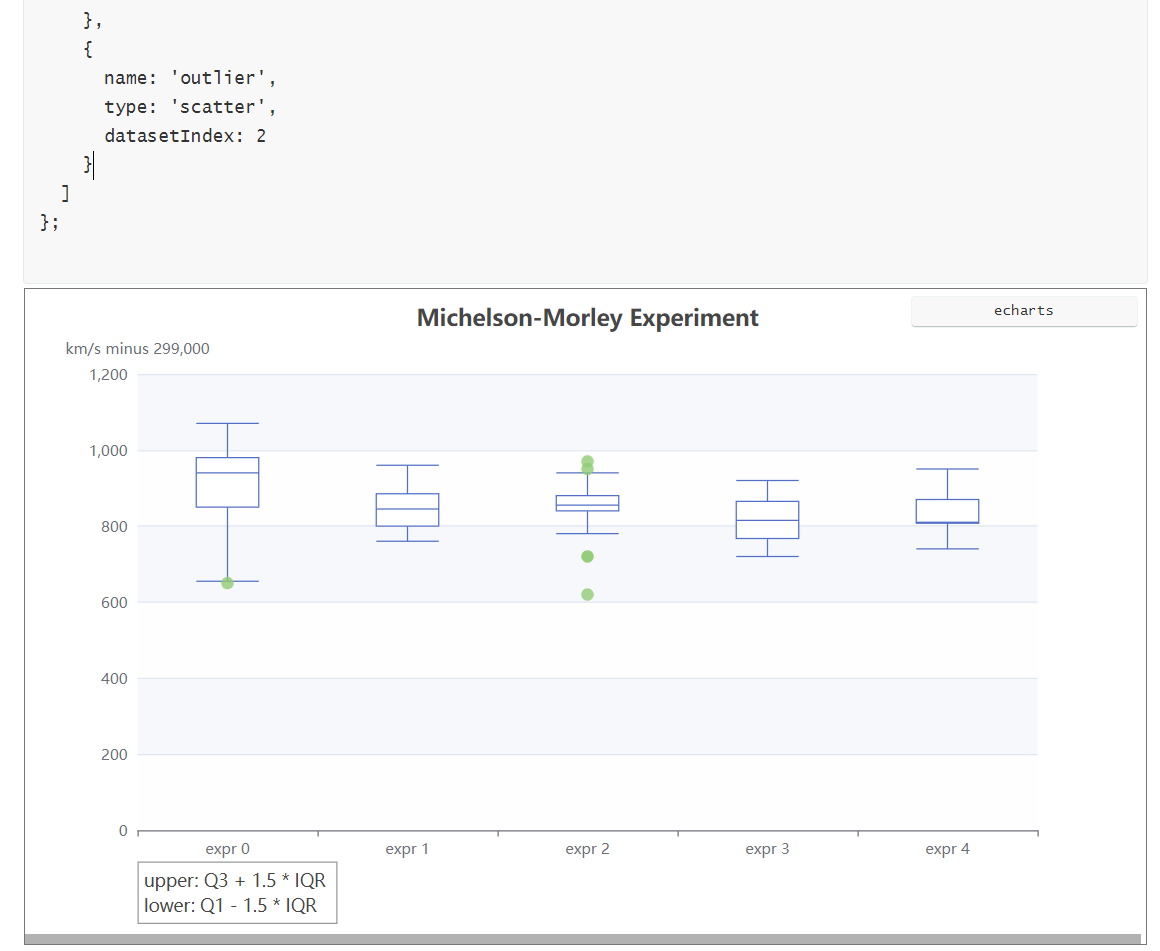 },
{
name: 'outlier',
type: 'scatter',
datasetIndex: 2
}
]
};
Michelson-Morley Experiment
echarts
km/s minus 299,000
1,200
1,000
800
600
400
200
0
expr 0 expr 1 expr 2 expr 3 expr 4
upper: Q3 + 1.5 * IQR
lower: Q1 - 1.5 * IQR